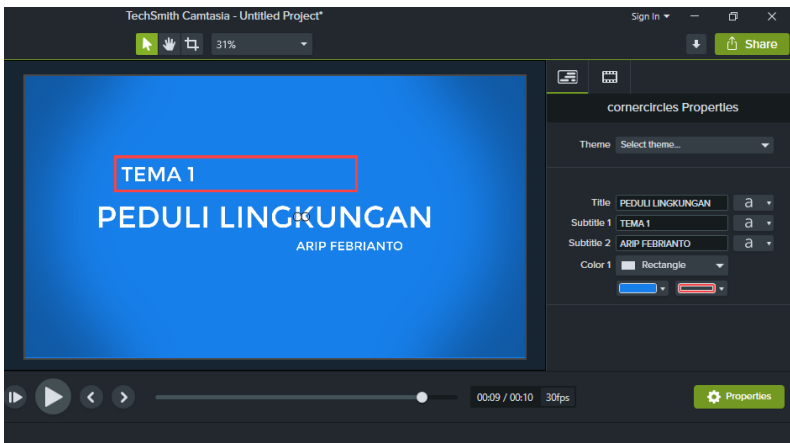 TechSmith Camtasia - Untitled Project*
Sign In
31%
Share
cornercircles Properties
Theme Select theme...
TEMA 1
PEDULI LINGKUNGAN
ARIP FEBRIANTO
Title PEDULI LINGKUNGAN a
Subtitle 1 TEMA 1 a
Subtitle 2 ARIP FEBRIANTO a
Color 1 Rectangle
00:09 / 00:10 30fps
Properties